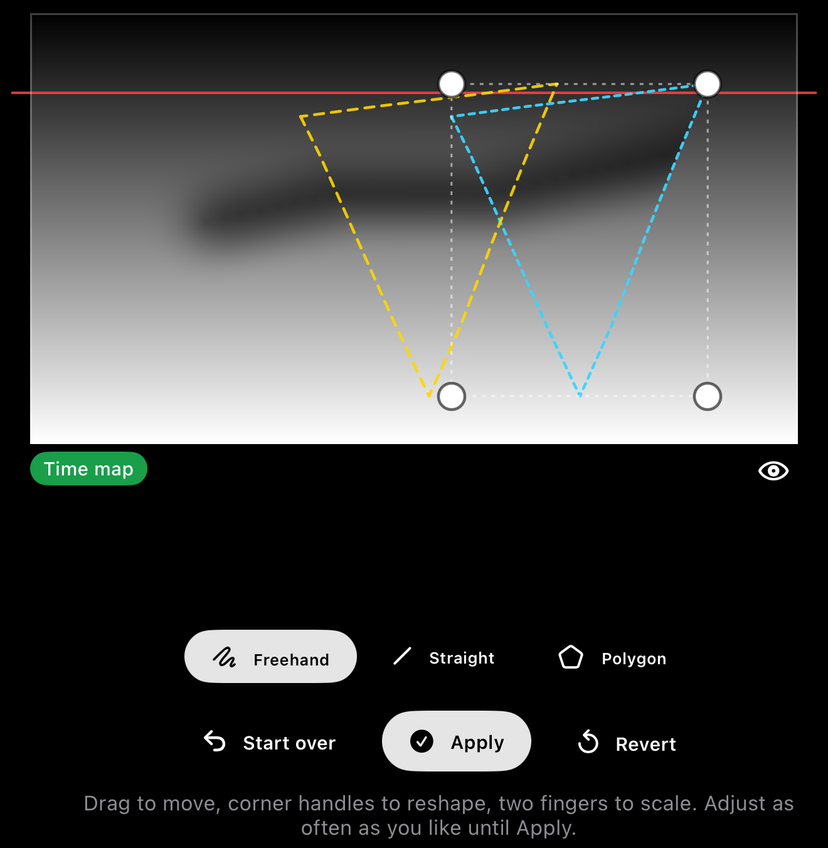 Time map
Freehand
Straight
Polygon
Start over
Apply
Revert
Drag to move, corner handles to reshape, two fingers to scale. Adjust as
often as you like until Apply.